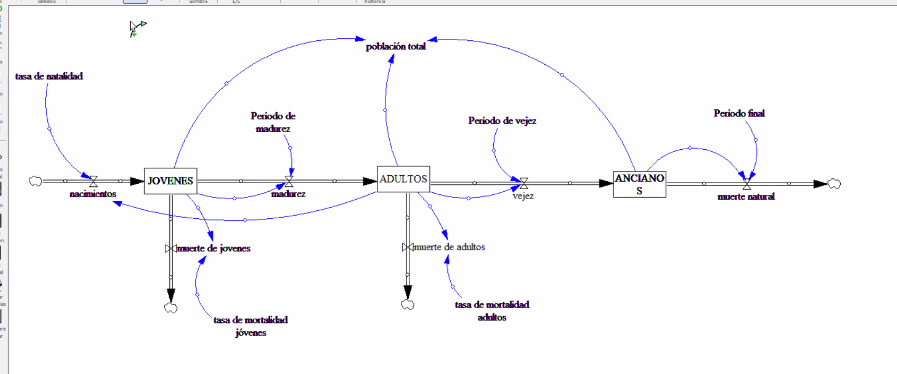 población total
tasa de natalidad
Periodo de
madurez
Periodo de vejez
Periodo final
JOVENES
ADULTOS
ANCIANO
S
nacimientos
madurez
vejez
muerte natural
muerte de jovenes
muerte de adultos
tasa de mortalidad
jóvenes
tasa de mortalidad
adultos